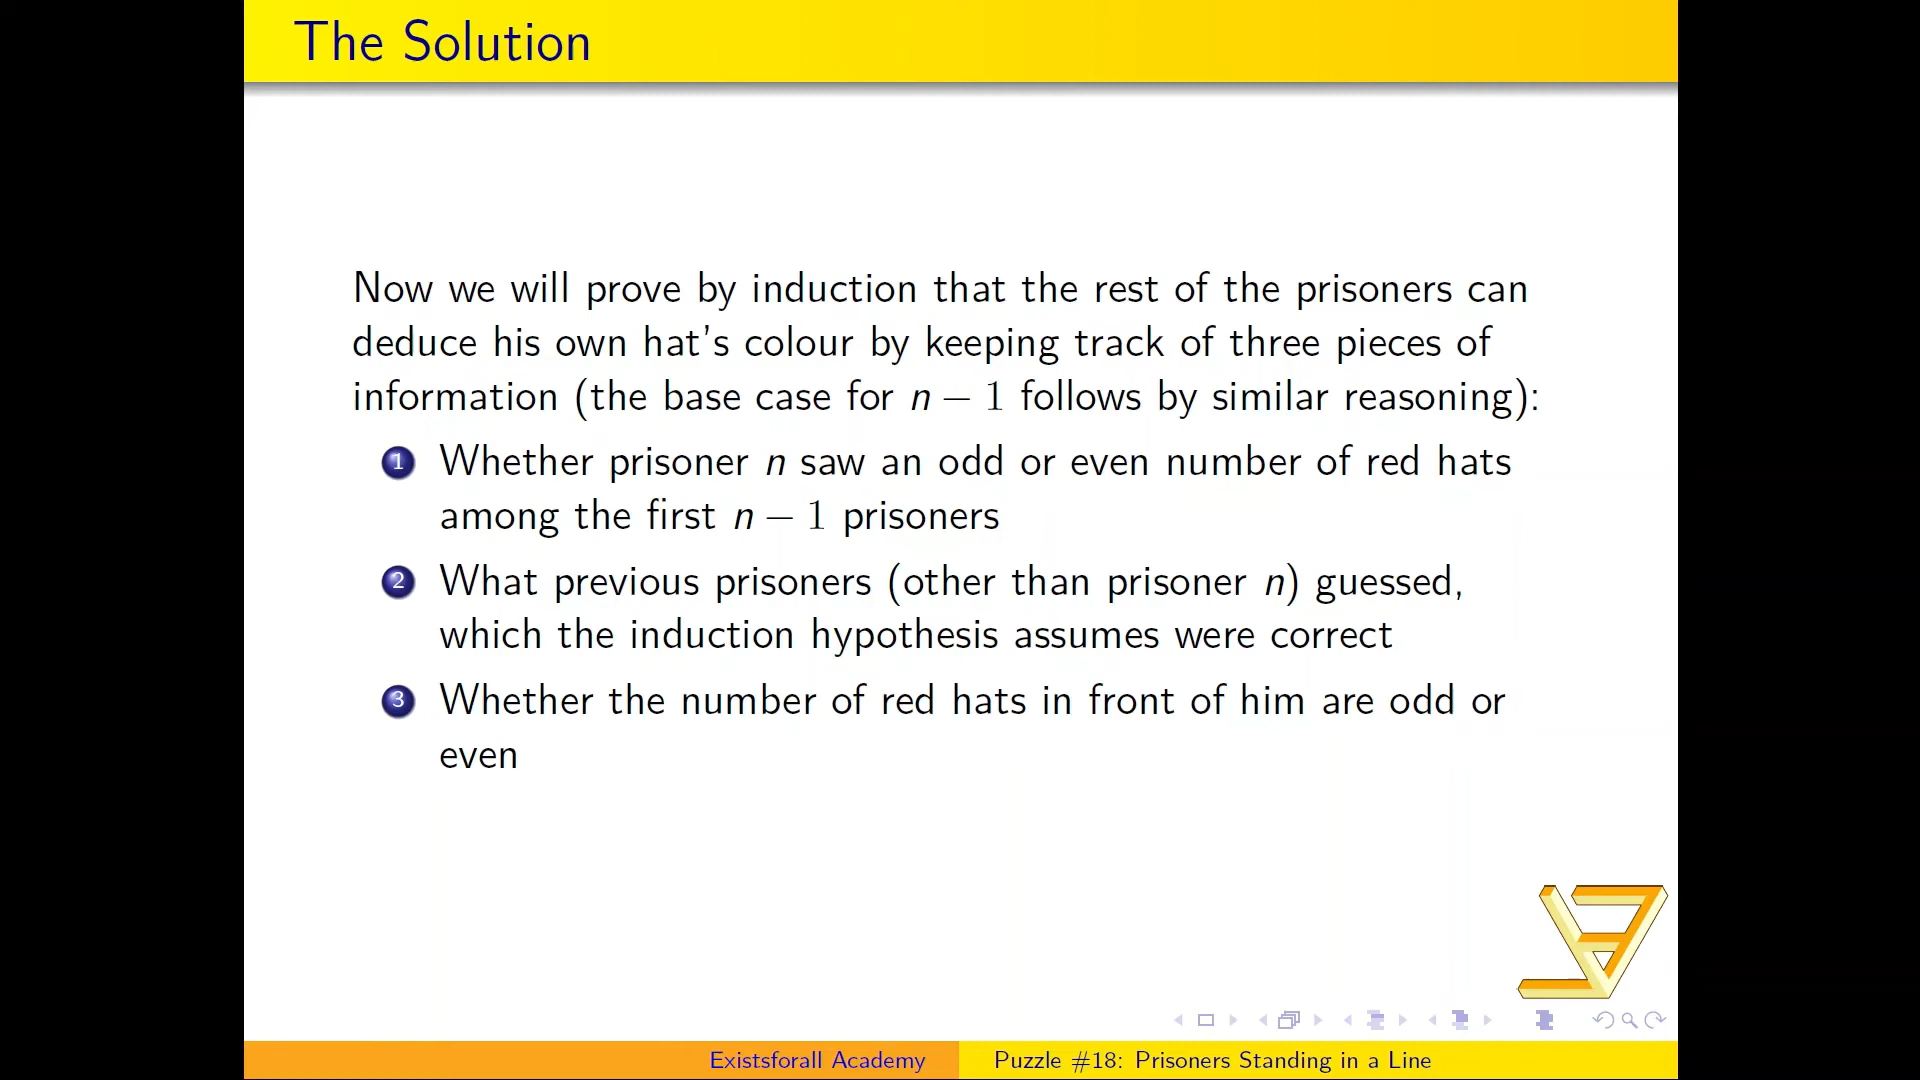 The Solution
Now we will prove by induction that the rest of the prisoners can
deduce his own hat's colour by keeping track of three pieces of
information (the base case for n − 1 follows by similar reasoning):
1 Whether prisoner n saw an odd or even number of red hats
among the first n − 1 prisoners
2 What previous prisoners (other than prisoner n) guessed,
which the induction hypothesis assumes were correct
3 Whether the number of red hats in front of him are odd or
even
Existsforall Academy
Puzzle #18: Prisoners Standing in a Line